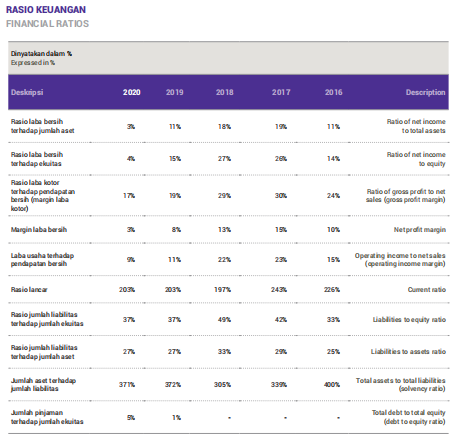 RASIO KEUANGAN
FINANCIAL RATIOS
Dinyatakan dalam %
Expressed in %
Deskripsi 2020 2019 2018 2017 2016 Description
Rasio laba bersih
terhadap jumlah aset 3% 11% 18% 19% 11% Ratio of net income
to total assets
Rasio laba bersih
terhadap ekuitas 4% 15% 27% 26% 14% Ratio of net income
to equity
Rasio laba kotor
terhadap pendapatan
bersih (margin laba
kotor) 17% 19% 29% 30% 24% Ratio of gross profit to net
sales (gross profit margin)
Margin laba bersih 3% 8% 13% 15% 10% Net profit margin
Laba usaha terhadap
pendapatan bersih 9% 11% 22% 23% 15% Operating income to net sales
(operating income margin)
Rasio lancar 203% 203% 197% 243% 226% Current ratio
Rasio jumlah liabilitas
terhadap jumlah ekuitas 37% 37% 49% 42% 33% Liabilities to equity ratio
Rasio jumlah liabilitas
terhadap jumlah aset 27% 27% 33% 29% 25% Liabilities to assets ratio
Jumlah aset terhadap
jumlah liabilitas 371% 372% 305% 339% 400% Total assets to total liabilities
(solvency ratio)
Jumlah pinjaman
terhadap jumlah ekuitas 5% 1% - - - Total debt to total equity
(debt to equity ratio)